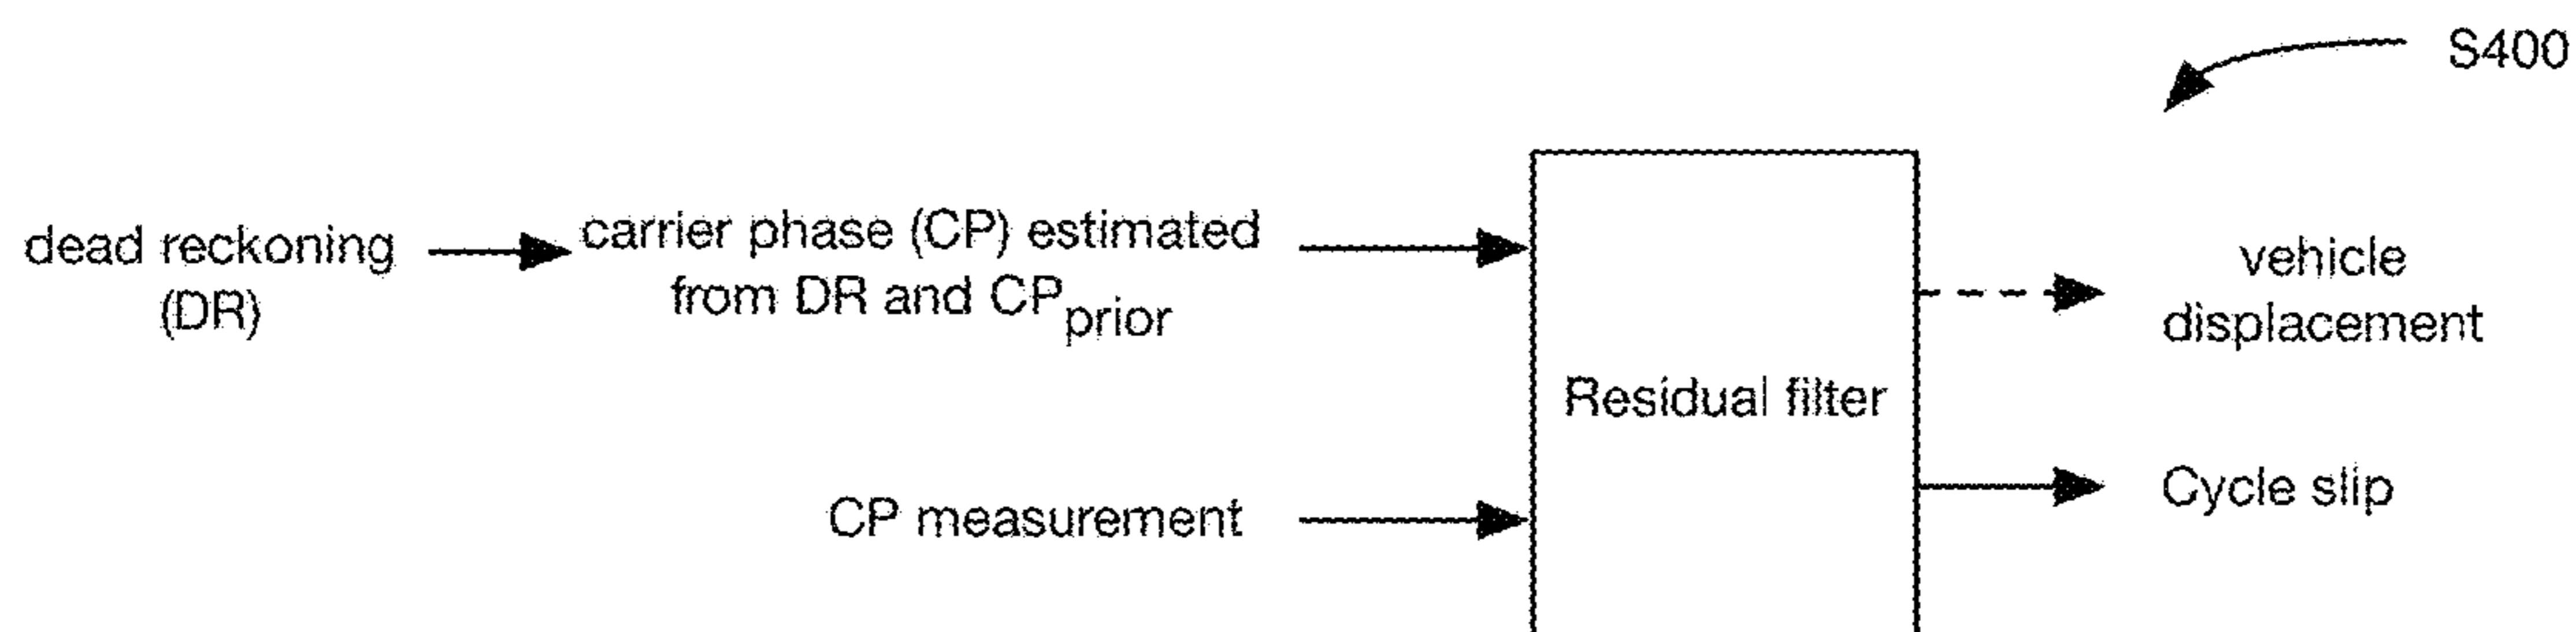 S400
dead reckoning
(DR)
carrier phase (CP) estimated
from DR and CPprior
CP measurement
Residual filter
vehicle
displacement
Cycle slip